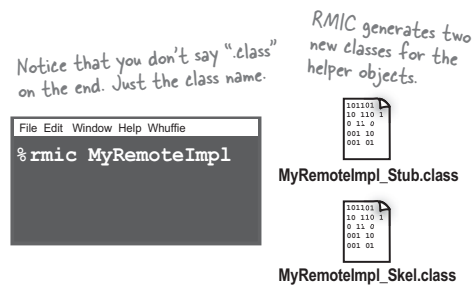 Notice that you don't say ".class"
on the end. Just the class name.
RMIC generates two
new classes for the
helper objects.
File Edit Window Help Whuffie
%rmic MyRemoteImpl
101101
10 110 1
0 11 0
001 10
001 01
MyRemoteImpl_Stub.class
101101
10 110 1
0 11 0
001 10
001 01
MyRemoteImpl_Skel.class